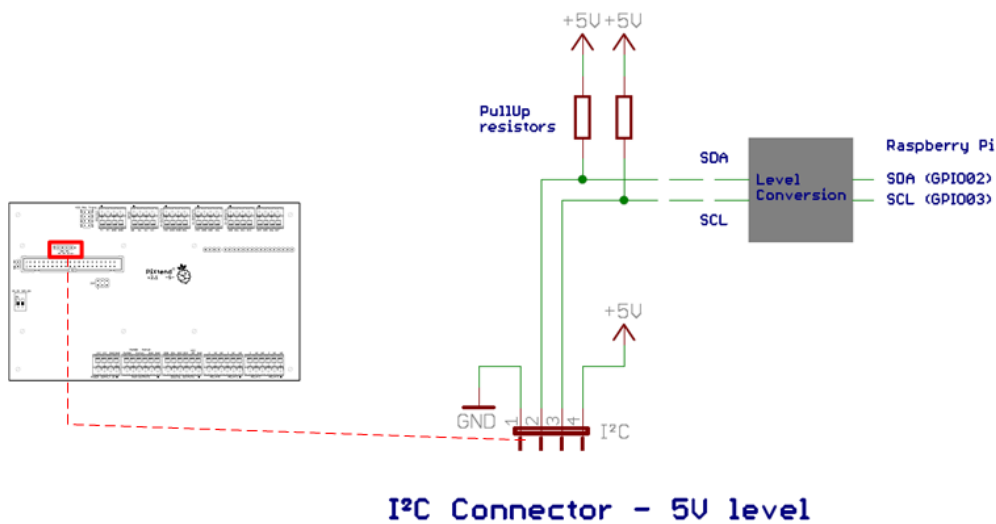 +5V +5V
PullUp
resistors
SDA
Raspberry Pi
Level
Conversion
SDA (GPIO02)
SCL (GPIO03)
SCL
+5V
GND
1
2
3
4
I²C
I²C Connector - 5V level